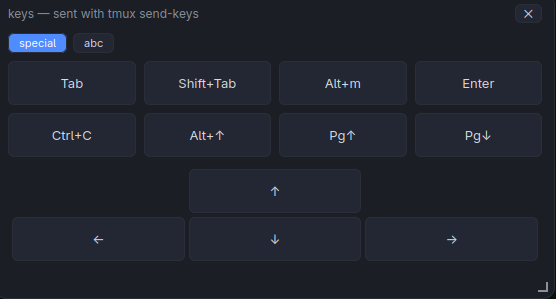 keys — sent with tmux send-keys ×
special abc
Tab Shift+Tab Alt+m Enter
Ctrl+C Alt+↑ Pg↑ Pg↓
↑
← ↓ →